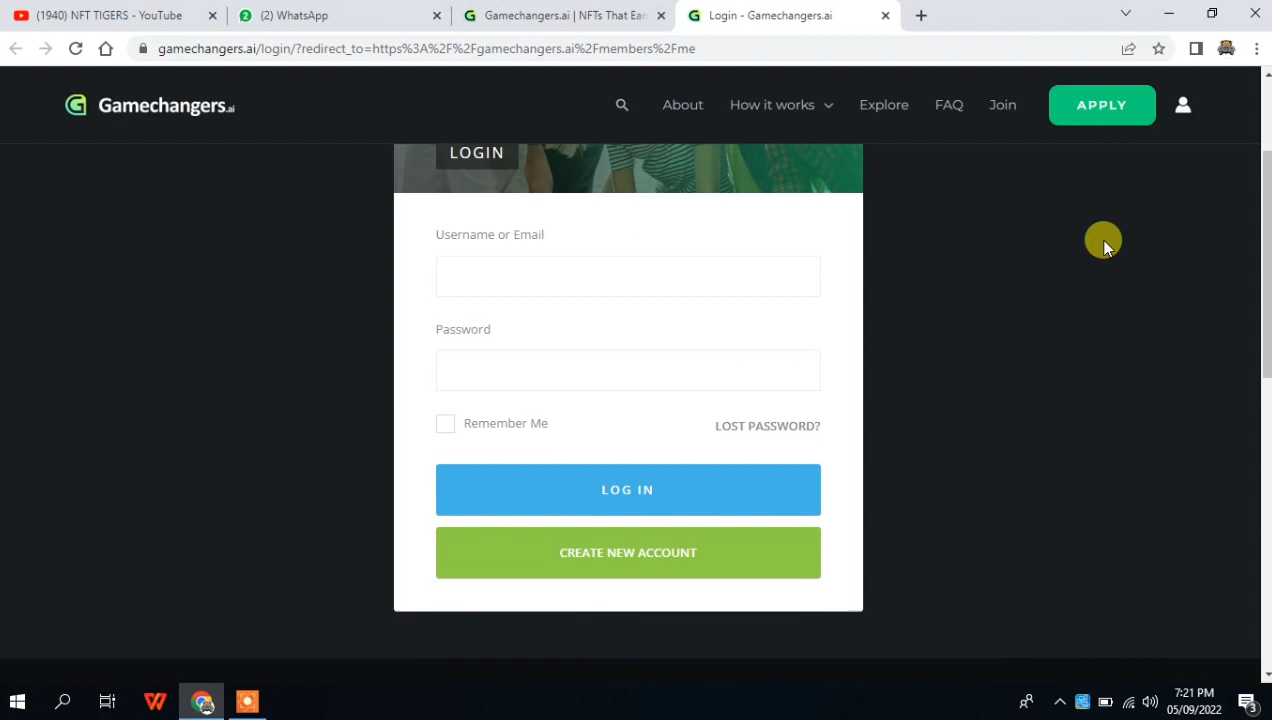 (1940) NFT TIGERS - YouTube
(2) WhatsApp
Gamechangers.ai | NFTs That Ear
Login - Gamechangers.ai
gamechangers.ai/login/?redirect_to=https%3A%2F%2Fgamechangers.ai%2Fmembers%2Fme
Gamechangers.ai
About
How it works
Explore
FAQ
Join
APPLY
LOGIN
Username or Email
Password
Remember Me
LOST PASSWORD?
LOG IN
CREATE NEW ACCOUNT
7:21 PM
05/09/2022
3